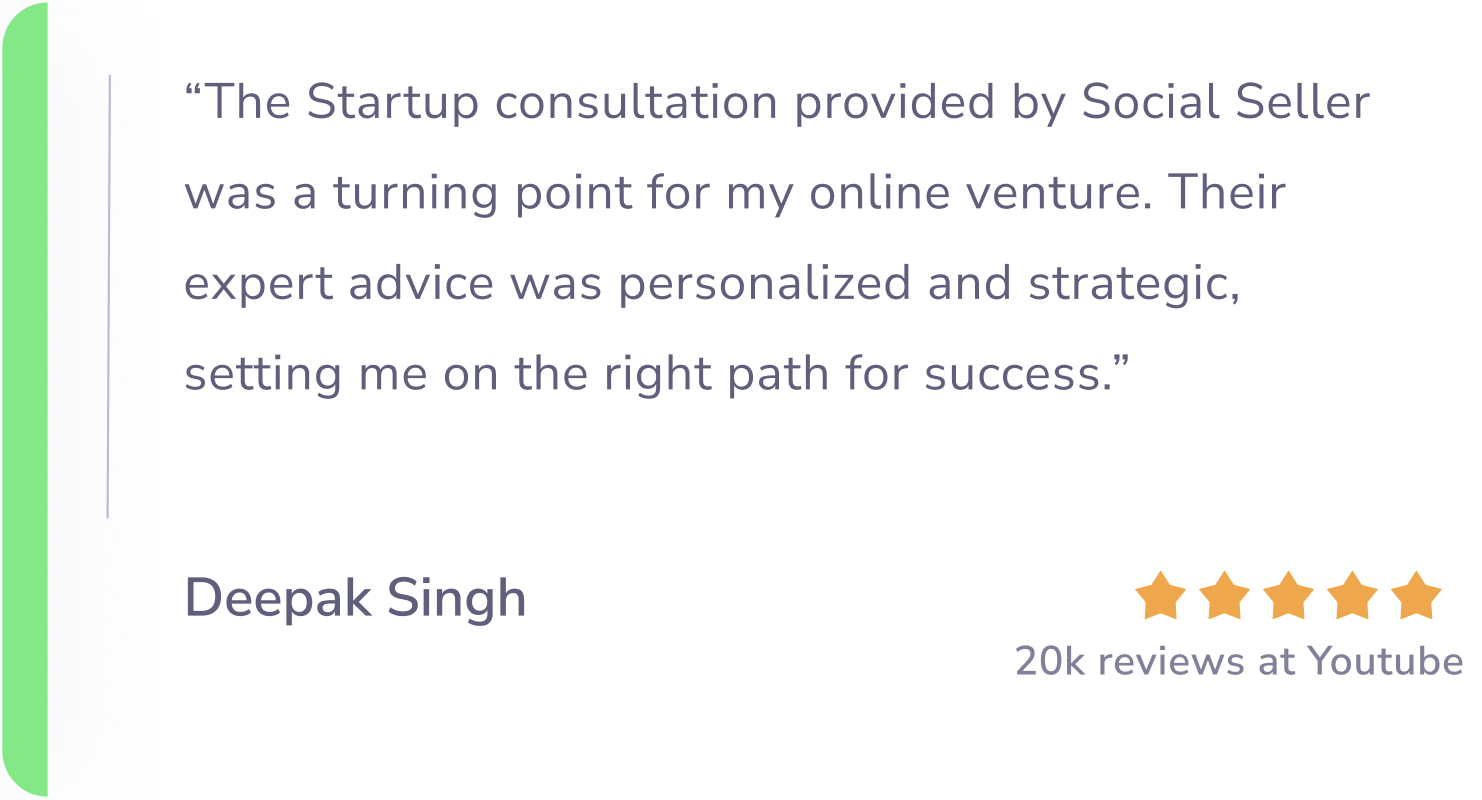 “The Startup consultation provided by Social Seller
was a turning point for my online venture. Their
expert advice was personalized and strategic,
setting me on the right path for success.”
Deepak Singh
20k reviews at Youtube